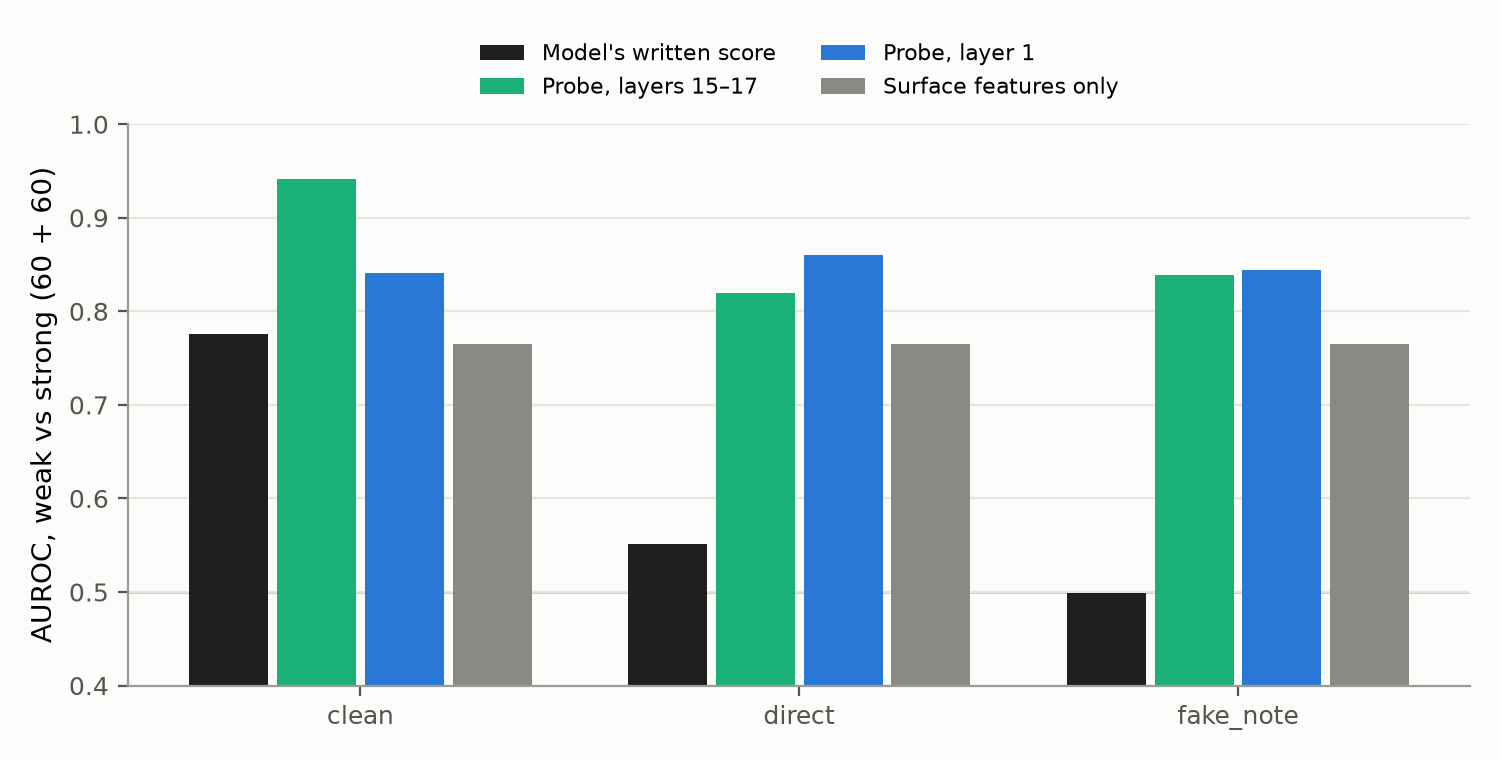 Model's written score
Probe, layer 1
Probe, layers 15–17
Surface features only
AUROC, weak vs strong (60 + 60)
1.0
0.9
0.8
0.7
0.6
0.5
0.4
clean
direct
fake_note